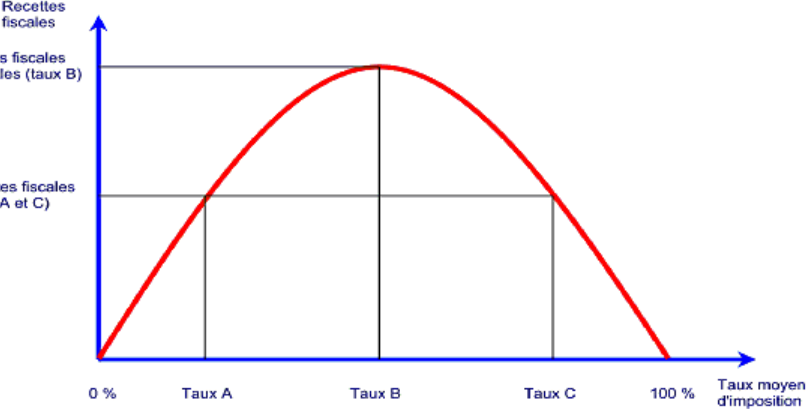 Recettes
fiscales
s fiscales
les (taux B)
es fiscales
A et C)
0 %
Taux A
Taux B
Taux C
100 %
Taux moyen
d'imposition